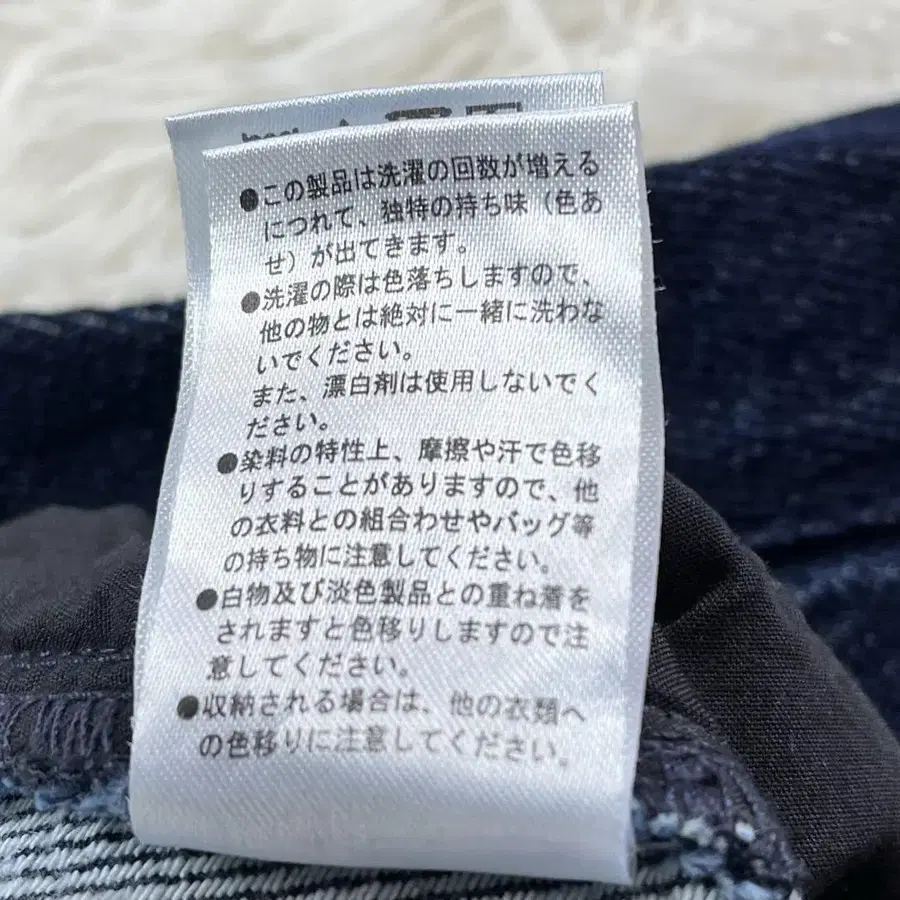 ●この製品は洗濯の回数が増える
につれて、独特の持ち味（色あ
せ）が出てきます。
●洗濯の際は色落ちしますので、
他の物とは絶対に一緒に洗わな
いでください。
また、漂白剤は使用しないでく
ださい。
●染料の特性上、摩擦や汗で色移
りすることがありますので、他
の衣料との組合わせやバッグ等
の持ち物に注意してください。
●白物及び淡色製品との重ね着を
されますと色移りしますので注
意してください。
●収納される場合は、他の衣類へ
の色移りに注意してください。